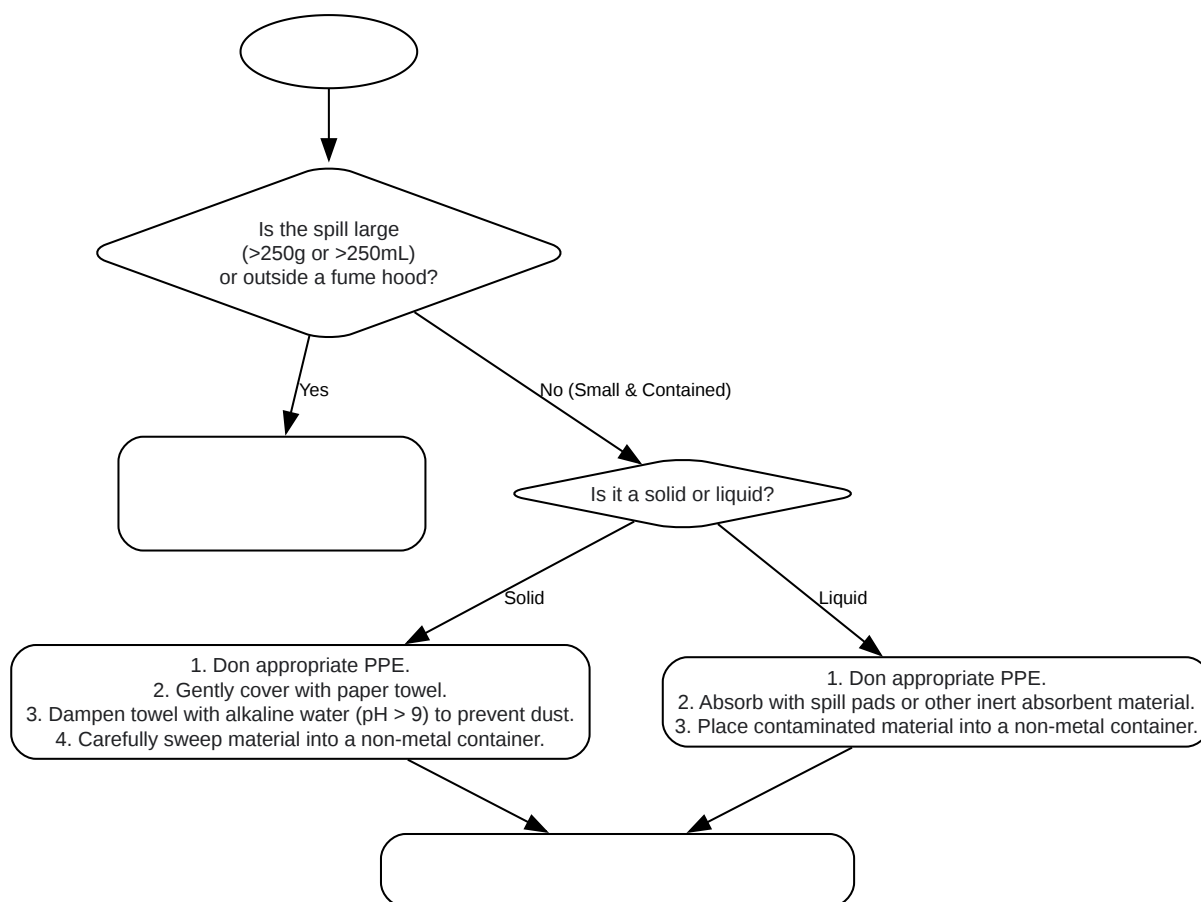 Is the spill large
(>250g or >250mL)
or outside a fume hood?
Yes
No (Small & Contained)
Is it a solid or liquid?
Solid
Liquid
1. Don appropriate PPE.
2. Gently cover with paper towel.
3. Dampen towel with alkaline water (pH > 9) to prevent dust.
4. Carefully sweep material into a non-metal container.
1. Don appropriate PPE.
2. Absorb with spill pads or other inert absorbent material.
3. Place contaminated material into a non-metal container.